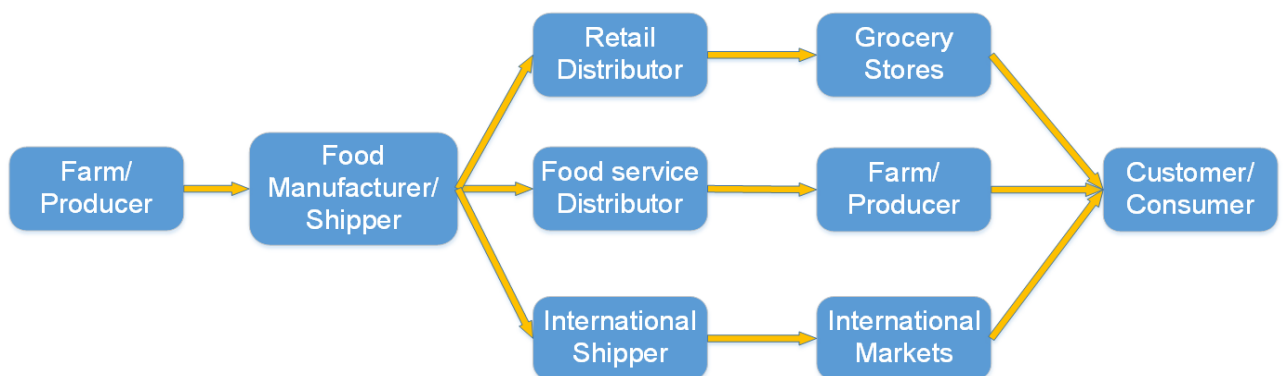 Farm/
Producer
Food
Manufacturer/
Shipper
Retail
Distributor
Grocery
Stores
Food service
Distributor
Farm/
Producer
International
Shipper
International
Markets
Customer/
Consumer